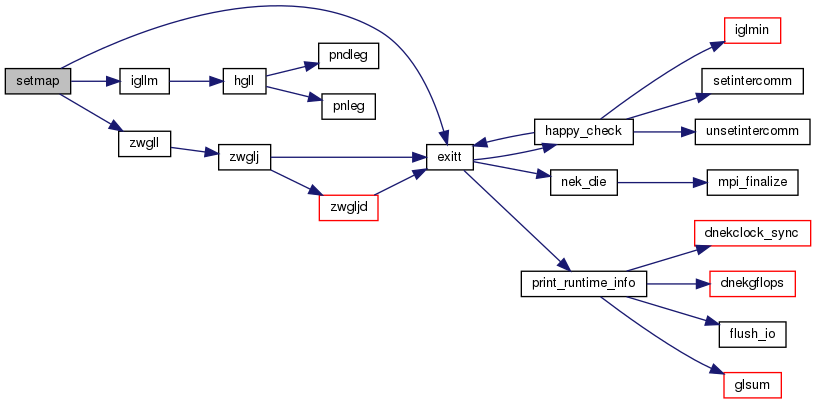 setmap
igllm
hgll
pndleg
pnleg
zwgll
zwglj
zwgljd
exitt
happy_check
iglmin
setintercomm
unsetintercomm
nek_die
mpi_finalize
print_runtime_info
dnekclock_sync
dnekgflops
flush_io
glsum